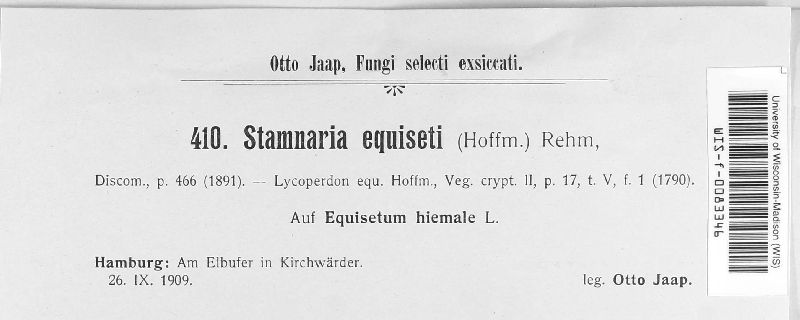 Otto Jaap, Fungi selecti exsiccati.
410. Stamnaria equiseti (Hoffm.) Rehm,
Discom., p. 466 (1891). — Lycoperdon equ. Hoffm., Veg. crypt. II, p. 17, t. V, f. 1 (1790).
Auf Equisetum hiemale L.
Hamburg: Am Elbufer in Kirchwärder.
26. IX. 1909.
leg. Otto Jaap.
University of Wisconsin-Madison (WIS)
WIS-f-0083346